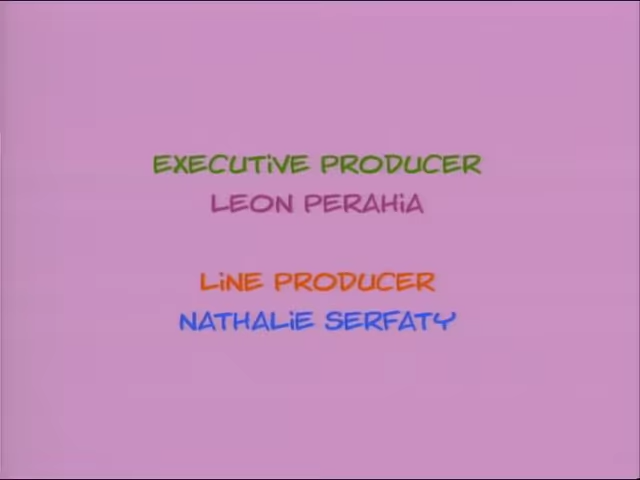 EXECUTiVE PRODUCER
LEON PERAHiA
LiNE PRODUCER
NATHALiE SERFATY